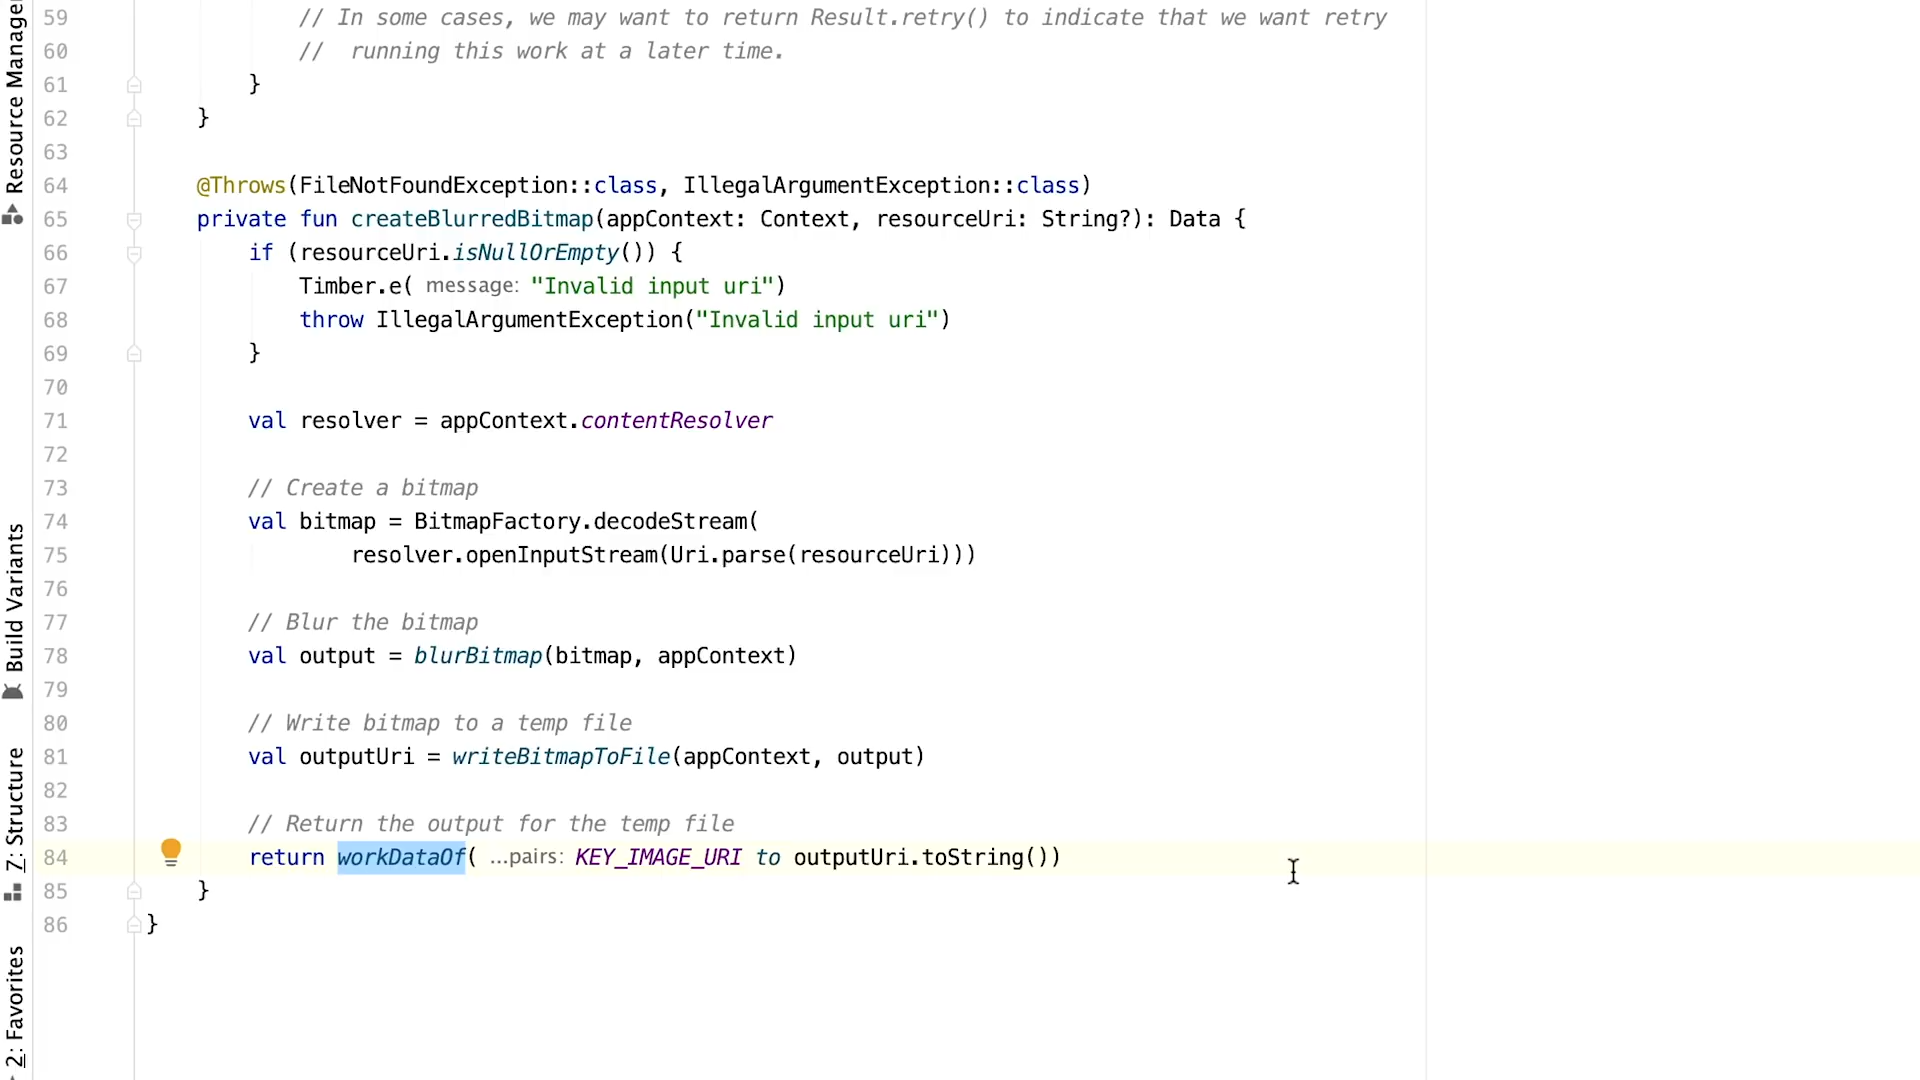 59 // In some cases, we may want to return Result.retry() to indicate that we want retry
60 //  running this work at a later time.
61 }
62 }
63
64 @Throws(FileNotFoundException::class, IllegalArgumentException::class)
65 private fun createBlurredBitmap(appContext: Context, resourceUri: String?): Data {
66 if (resourceUri.isNullOrEmpty()) {
67 Timber.e( message: "Invalid input uri")
68 throw IllegalArgumentException("Invalid input uri")
69 }
70
71 val resolver = appContext.contentResolver
72
73 // Create a bitmap
74 val bitmap = BitmapFactory.decodeStream(
75 resolver.openInputStream(Uri.parse(resourceUri)))
76
77 // Blur the bitmap
78 val output = blurBitmap(bitmap, appContext)
79
80 // Write bitmap to a temp file
81 val outputUri = writeBitmapToFile(appContext, output)
82
83 // Return the output for the temp file
84 return workDataOf( ...pairs: KEY_IMAGE_URI to outputUri.toString())
85 }
86 }
Resource Manager
Build Variants
7: Structure
2: Favorites